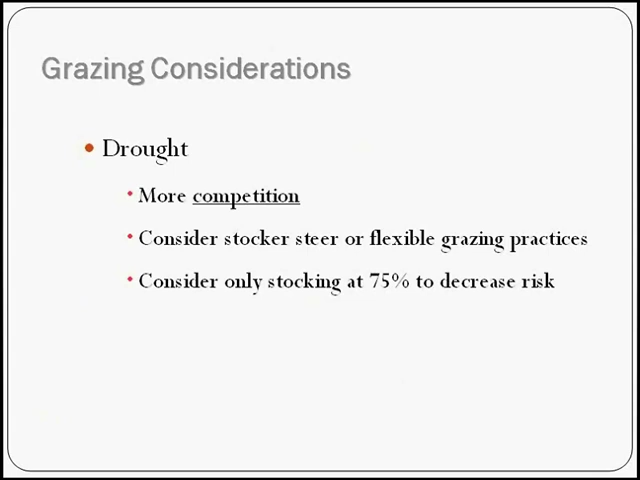 Grazing Considerations
Drought
More competition
Consider stocker steer or flexible grazing practices
Consider only stocking at 75% to decrease risk